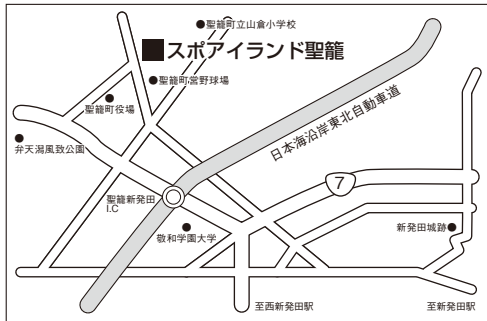 聖籠町立山倉小学校
スポアイランド聖籠
聖籠町営野球場
聖籠町役場
弁天潟風致公園
日本海沿岸東北自動車道
7
聖籠新発田
I.C
敬和学園大学
新発田城跡
至西新発田駅
至新発田駅